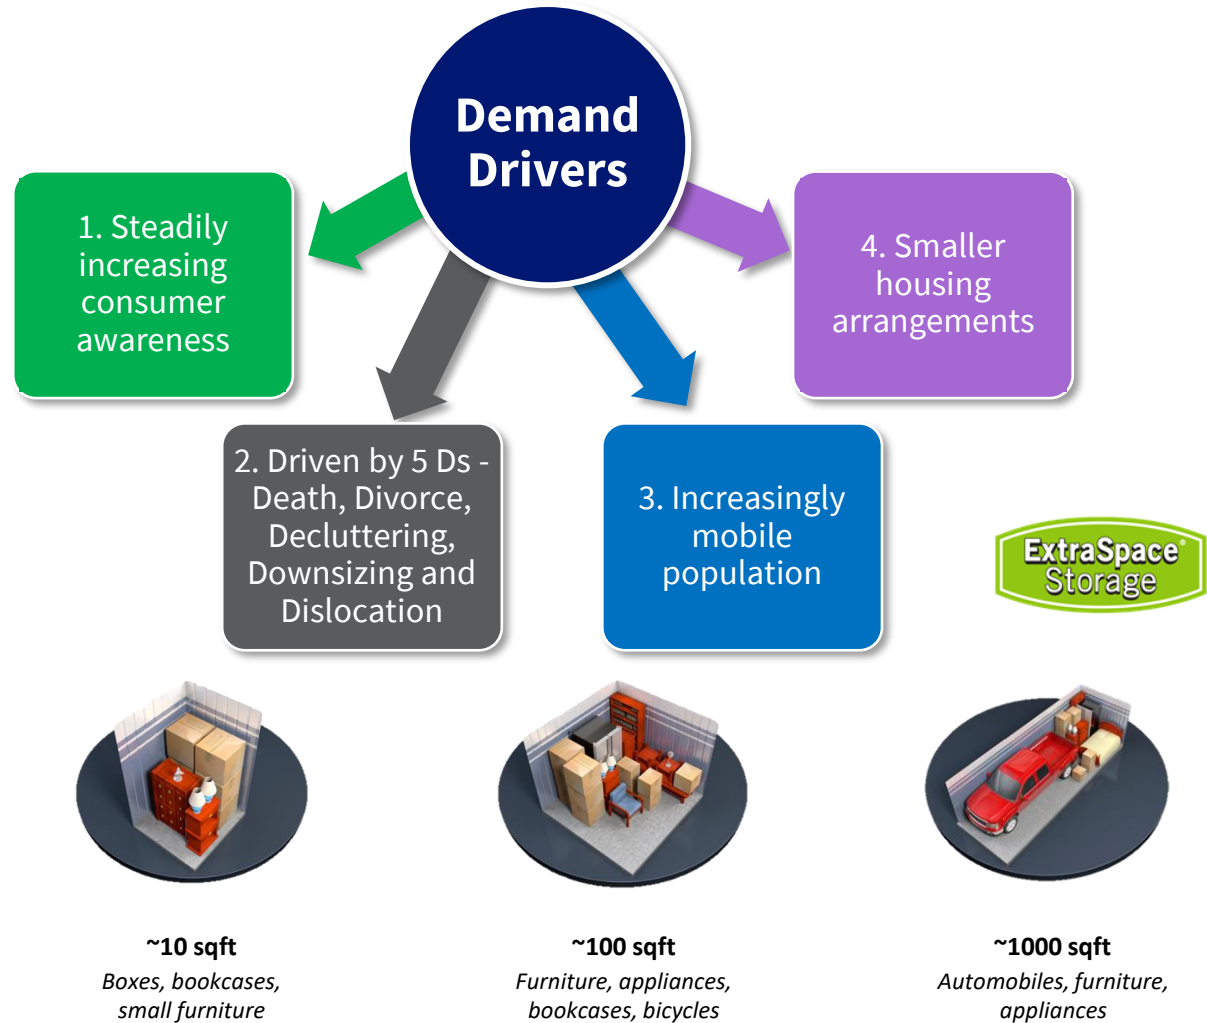 Demand
Drivers
1. Steadily
increasing
consumer
awareness
4. Smaller
housing
arrangements
2. Driven by 5 Ds -
Death, Divorce,
Decluttering,
Downsizing and
Dislocation
3. Increasingly
mobile
population
ExtraSpace®
Storage
~10 sqft
Boxes, bookcases,
small furniture
~100 sqft
Furniture, appliances,
bookcases, bicycles
~1000 sqft
Automobiles, furniture,
appliances